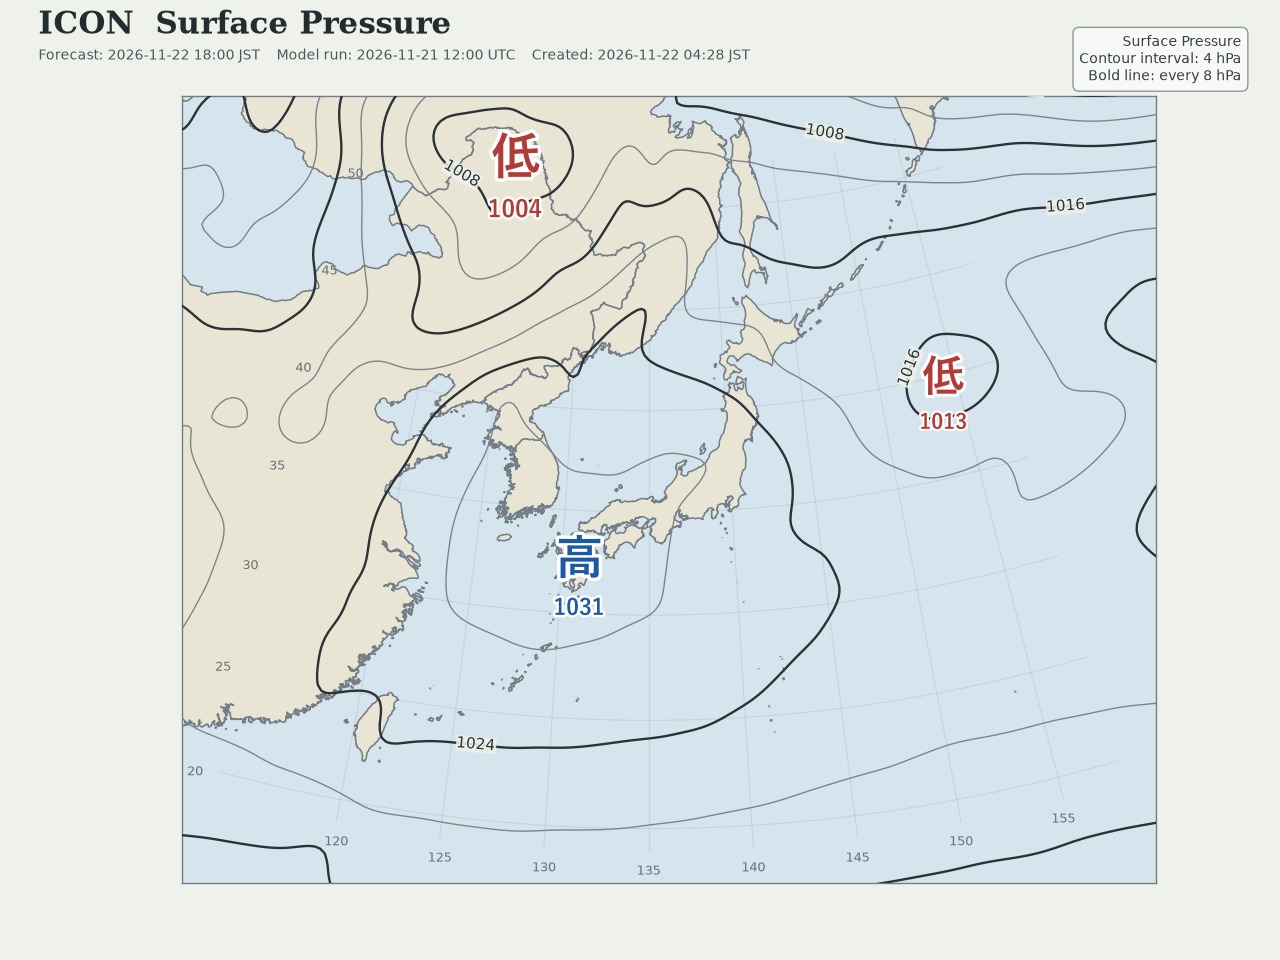 ICON  Surface Pressure
Forecast: 2026-11-22 18:00 JST    Model run: 2026-11-21 12:00 UTC    Created: 2026-11-22 04:28 JST
Surface Pressure
Contour interval: 4 hPa
Bold line: every 8 hPa
1008
低
1008
50
1004
1016
45
40
1016
低
1013
35
高
30
1031
25
1024
20
155
120
150
125
145
130
140
135